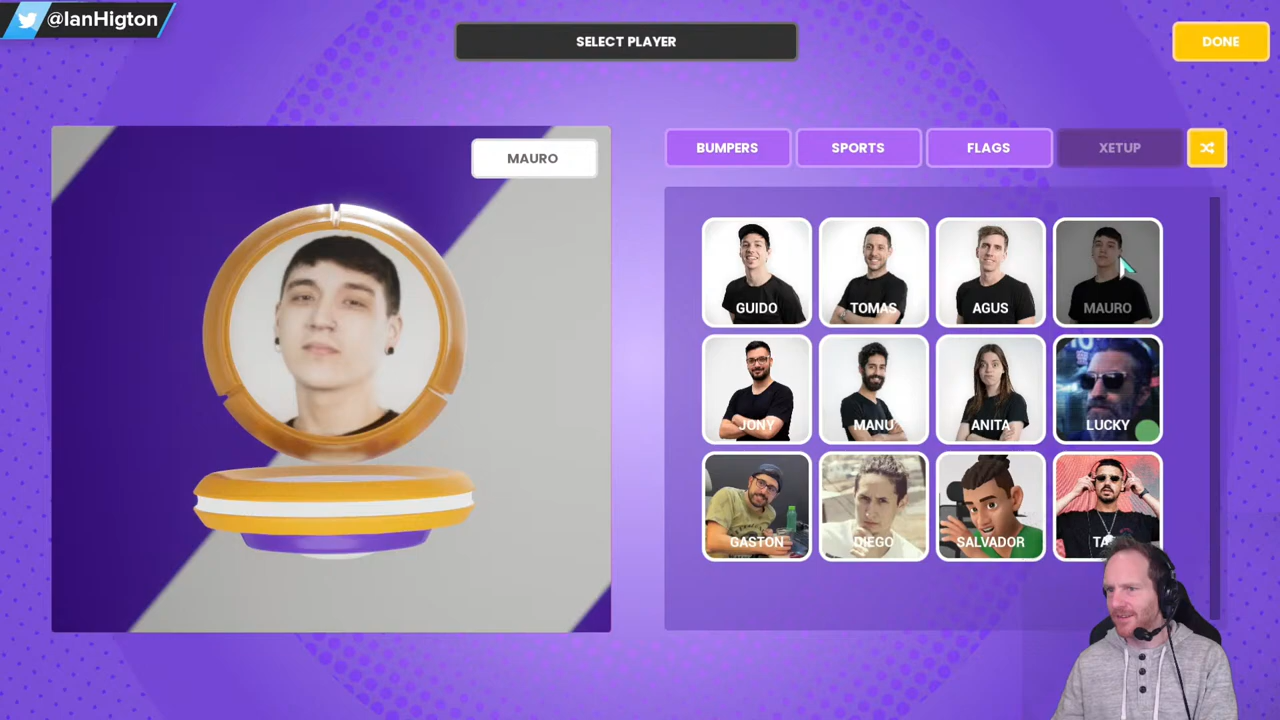 @IanHigton
SELECT PLAYER
DONE
MAURO
BUMPERS
SPORTS
FLAGS
XETUP
GUIDO
TOMAS
AGUS
MAURO
JONY
MANU
ANITA
LUCKY
GASTON
DIEGO
SALVADOR